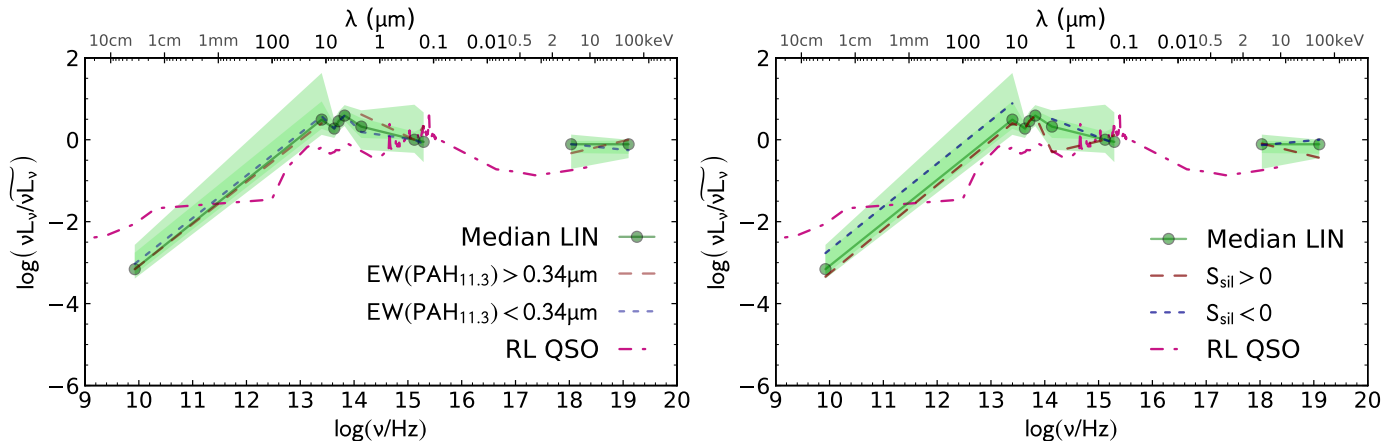 λ (μm)
10cm 1cm 1mm 100 10 1 0.1 0.01 0.5 2 10 100keV
2
0
−2
−4
−6
log(νLν/νLν)
Median LIN
EW(PAH11.3)>0.34μm
EW(PAH11.3)<0.34μm
RL QSO
9 10 11 12 13 14 15 16 17 18 19 20
log(ν/Hz)
λ (μm)
10cm 1cm 1mm 100 10 1 0.1 0.01 0.5 2 10 100keV
2
0
−2
−4
−6
log(νLν/νLν)
Median LIN
Ssil>0
Ssil<0
RL QSO
9 10 11 12 13 14 15 16 17 18 19 20
log(ν/Hz)